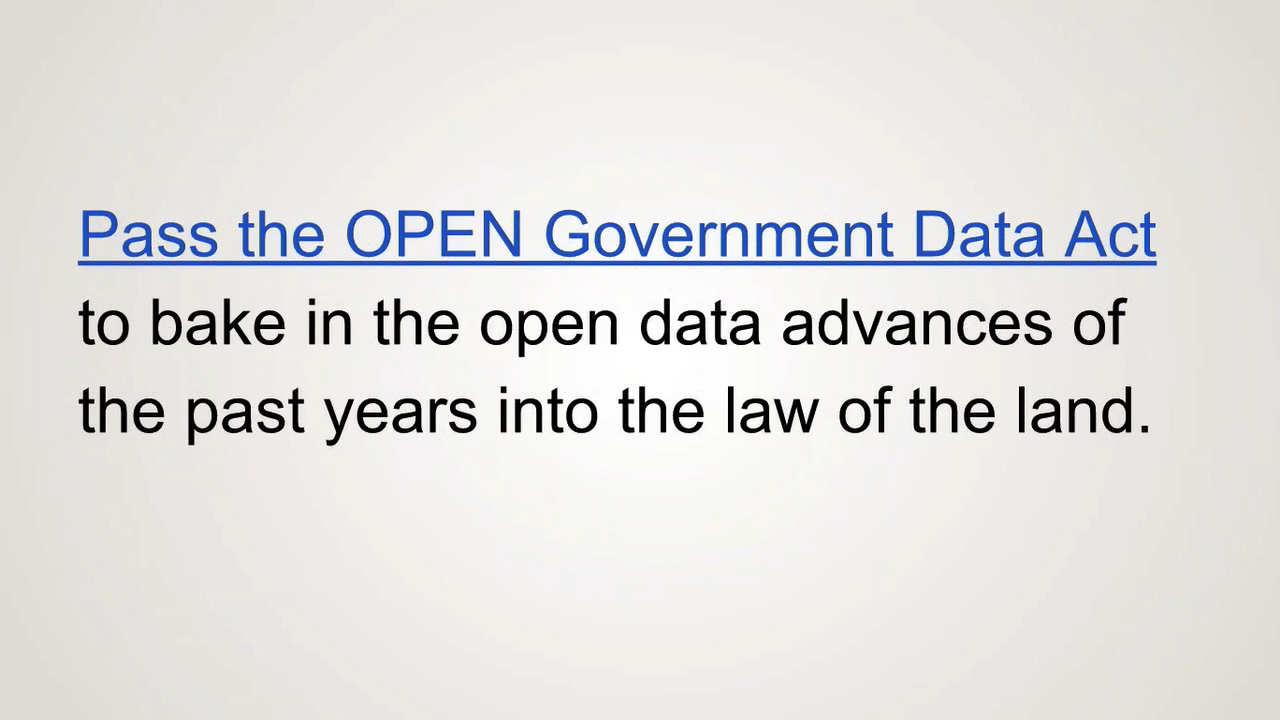 Pass the OPEN Government Data Act
to bake in the open data advances of
the past years into the law of the land.